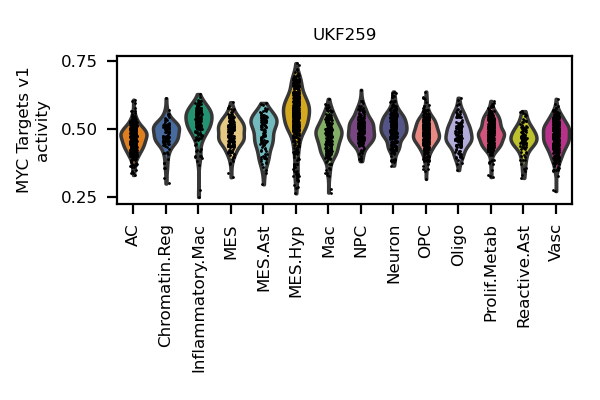 UKF259
MYC Targets v1
activity
0.75
0.50
0.25
AC
Chromatin.Reg
Inflammatory.Mac
MES
MES.Ast
MES.Hyp
Mac
NPC
Neuron
OPC
Oligo
Prolif.Metab
Reactive.Ast
Vasc